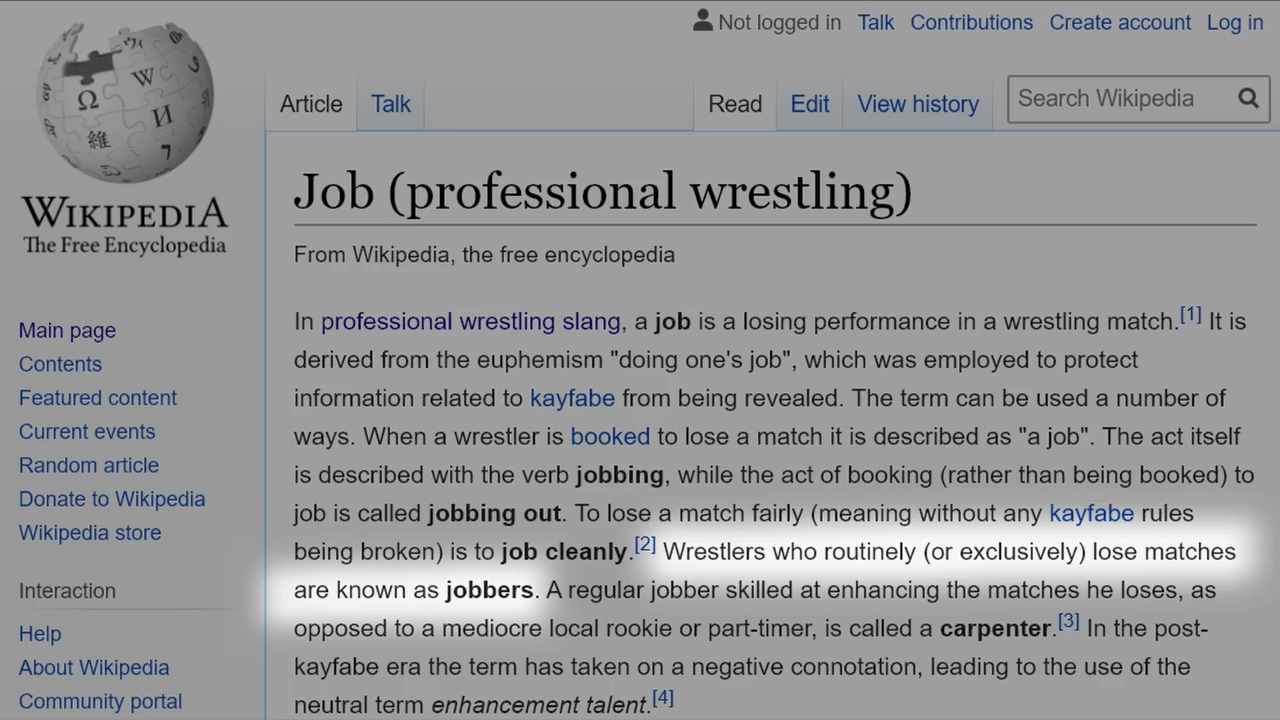 Not logged in Talk Contributions Create account Log in
Article Talk Read Edit View history Search Wikipedia
Ω W И 維 7
WIKIPEDIA
The Free Encyclopedia
Main page
Contents
Featured content
Current events
Random article
Donate to Wikipedia
Wikipedia store
Interaction
Help
About Wikipedia
Community portal
Job (professional wrestling)
From Wikipedia, the free encyclopedia
In professional wrestling slang, a job is a losing performance in a wrestling match.[1] It is
derived from the euphemism "doing one's job", which was employed to protect
information related to kayfabe from being revealed. The term can be used a number of
ways. When a wrestler is booked to lose a match it is described as "a job". The act itself
is described with the verb jobbing, while the act of booking (rather than being booked) to
job is called jobbing out. To lose a match fairly (meaning without any kayfabe rules
being broken) is to job cleanly.[2] Wrestlers who routinely (or exclusively) lose matches
are known as jobbers. A regular jobber skilled at enhancing the matches he loses, as
opposed to a mediocre local rookie or part-timer, is called a carpenter.[3] In the post-
kayfabe era the term has taken on a negative connotation, leading to the use of the
neutral term enhancement talent.[4]